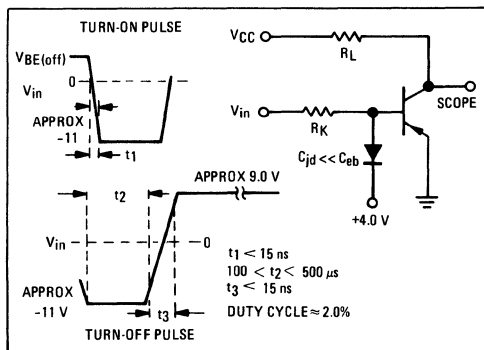 TURN-ON PULSE
VBE(off)
0
Vin
APPROX
-11
t1
VCC
RL
SCOPE
Vin
RK
Cjd << Ceb
+4.0 V
APPROX 9.0 V
t2
Vin
0
APPROX
-11 V
t3
TURN-OFF PULSE
t1 < 15 ns
100 < t2 < 500 μs
t3 < 15 ns
DUTY CYCLE ≈ 2.0%